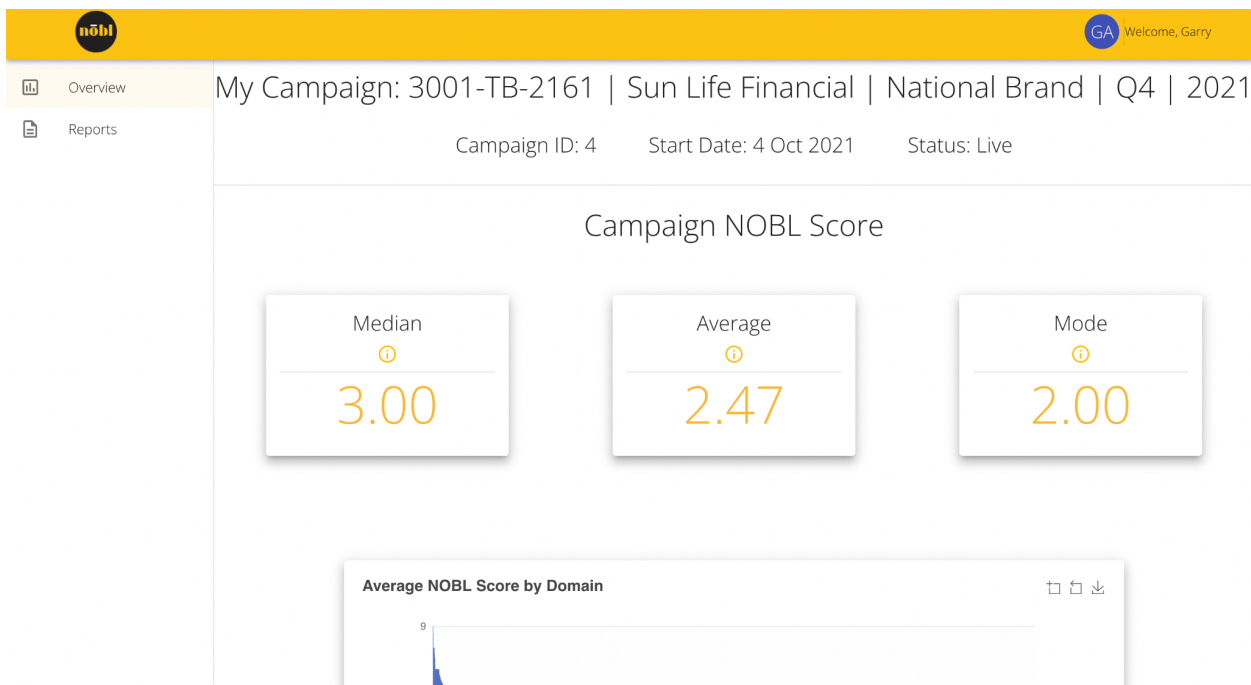 nōbl
GA Welcome, Garry
Overview
Reports
My Campaign: 3001-TB-2161 | Sun Life Financial | National Brand | Q4 | 2021
Campaign ID: 4 Start Date: 4 Oct 2021 Status: Live
Campaign NOBL Score
Median
3.00
Average
2.47
Mode
2.00
Average NOBL Score by Domain
9